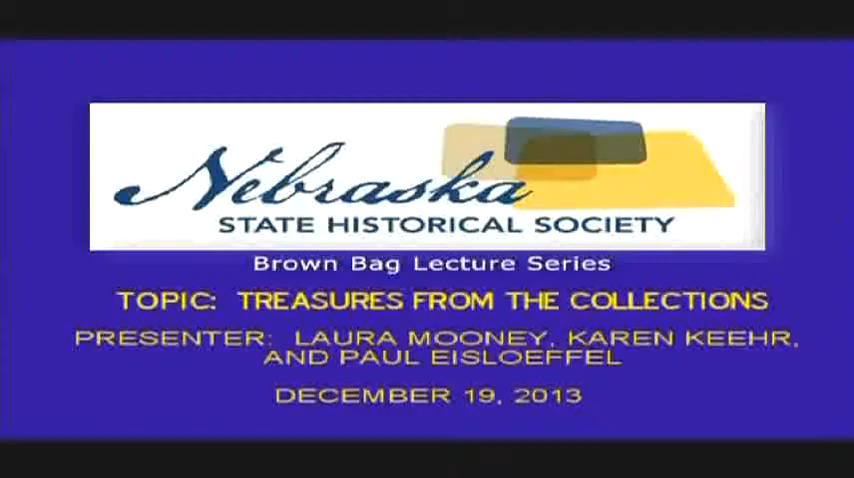 Nebraska
STATE HISTORICAL SOCIETY
Brown Bag Lecture Series
TOPIC: TREASURES FROM THE COLLECTIONS
PRESENTER: LAURA MOONEY, KAREN KEEHR,
AND PAUL EISLOEFFEL
DECEMBER 19, 2013